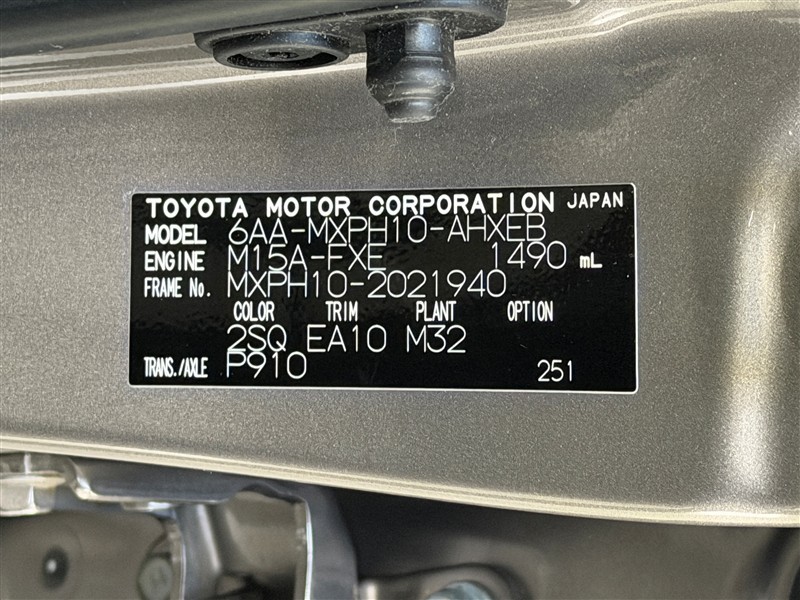 TOYOTA MOTOR CORPORATION JAPAN
MODEL 6AA-MXPH10-AHXEB
ENGINE M15A-FXE 1490 mL
FRAME No. MXPH10-2021940
COLOR TRIM PLANT OPTION
2SQ EA10 M32
TRANS./AXLE P910 251